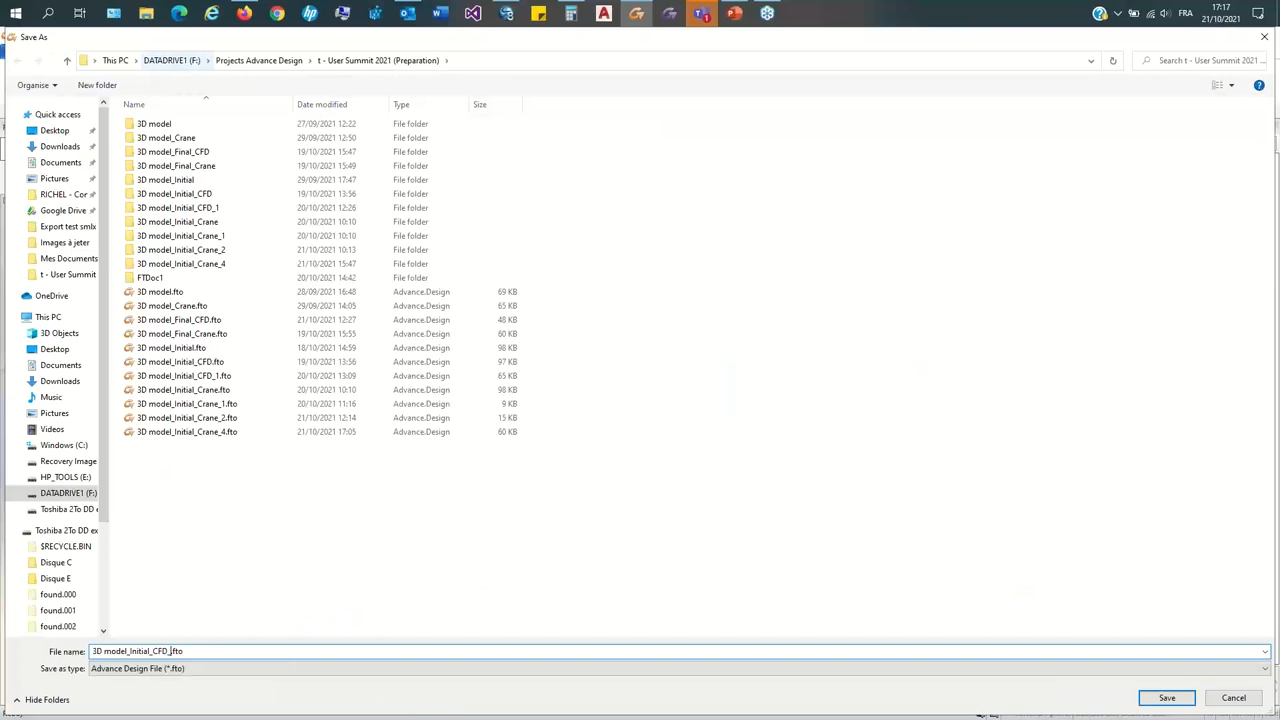 17:17
FRA
21/10/2021
Save As
This PC > DATADRIVE1 (F:) > Projects Advance Design > t - User Summit 2021 (Preparation) >
Search t - User Summit 2021 ...
Organise
New folder
Name Date modified Type Size
3D model 27/09/2021 12:22 File folder
3D model_Crane 29/09/2021 12:50 File folder
3D model_Final_CFD 19/10/2021 15:47 File folder
3D model_Final_Crane 19/10/2021 15:49 File folder
3D model_Initial 29/09/2021 17:47 File folder
3D model_Initial_CFD 19/10/2021 13:56 File folder
3D model_Initial_CFD_1 20/10/2021 12:26 File folder
3D model_Initial_Crane 20/10/2021 10:10 File folder
3D model_Initial_Crane_1 20/10/2021 10:10 File folder
3D model_Initial_Crane_2 21/10/2021 10:13 File folder
3D model_Initial_Crane_4 21/10/2021 15:47 File folder
FTDoc1 20/10/2021 14:42 File folder
3D model.fto 28/09/2021 16:48 Advance.Design 69 KB
3D model_Crane.fto 29/09/2021 14:05 Advance.Design 65 KB
3D model_Final_CFD.fto 21/10/2021 12:27 Advance.Design 48 KB
3D model_Final_Crane.fto 19/10/2021 15:55 Advance.Design 60 KB
3D model_Initial.fto 18/10/2021 14:59 Advance.Design 98 KB
3D model_Initial_CFD.fto 19/10/2021 13:56 Advance.Design 97 KB
3D model_Initial_CFD_1.fto 20/10/2021 13:09 Advance.Design 65 KB
3D model_Initial_Crane.fto 20/10/2021 10:10 Advance.Design 98 KB
3D model_Initial_Crane_1.fto 20/10/2021 11:16 Advance.Design 9 KB
3D model_Initial_Crane_2.fto 21/10/2021 12:14 Advance.Design 15 KB
3D model_Initial_Crane_4.fto 21/10/2021 17:05 Advance.Design 60 KB
Quick access
Desktop
Downloads
Documents
Pictures
RICHEL - Cor
Google Drive
Export test smlx
Images à jeter
Mes Documents
t - User Summit
OneDrive
This PC
3D Objects
Desktop
Documents
Downloads
Music
Pictures
Videos
Windows (C:)
Recovery Image
HP_TOOLS (E:)
DATADRIVE1 (F:)
Toshiba 2To DD e
Toshiba 2To DD ex
$RECYCLE.BIN
Disque C
Disque E
found.000
found.001
found.002
File name: 3D model_Initial_CFD_.fto
Save as type: Advance Design File (*.fto)
Hide Folders
Save
Cancel